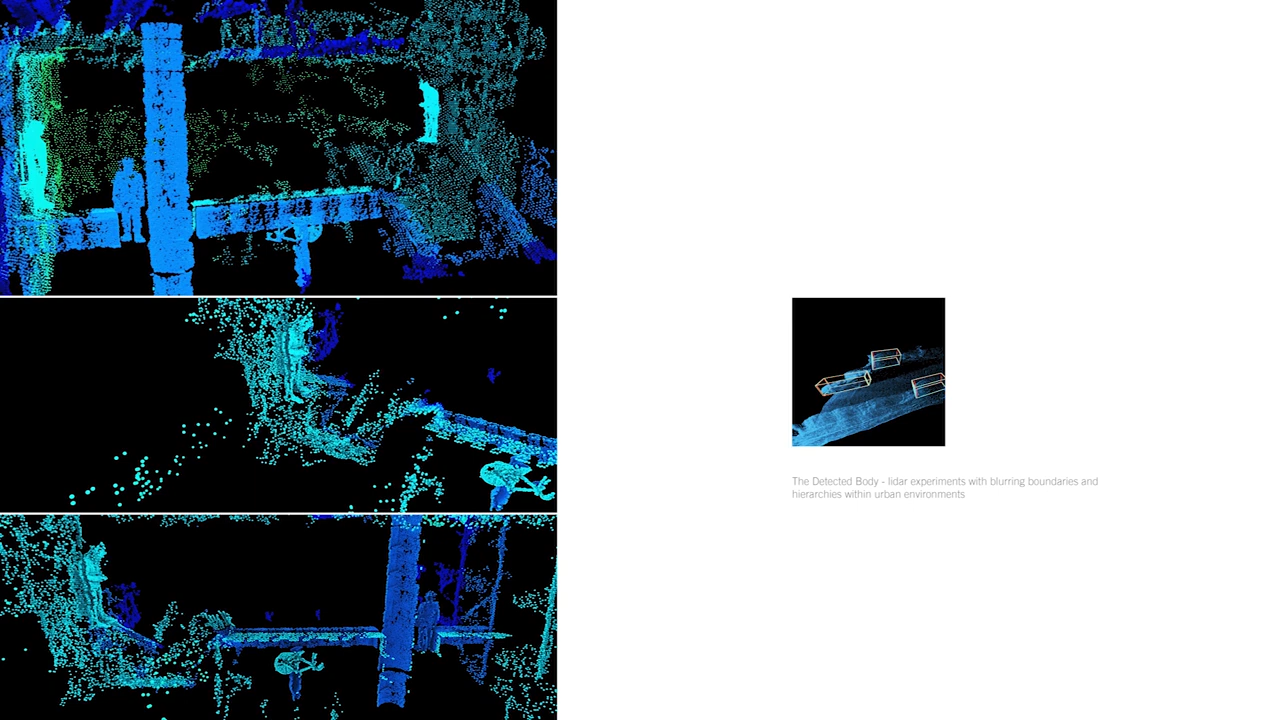 The Detected Body - lidar experiments with blurring boundaries and
hierarchies within urban environments